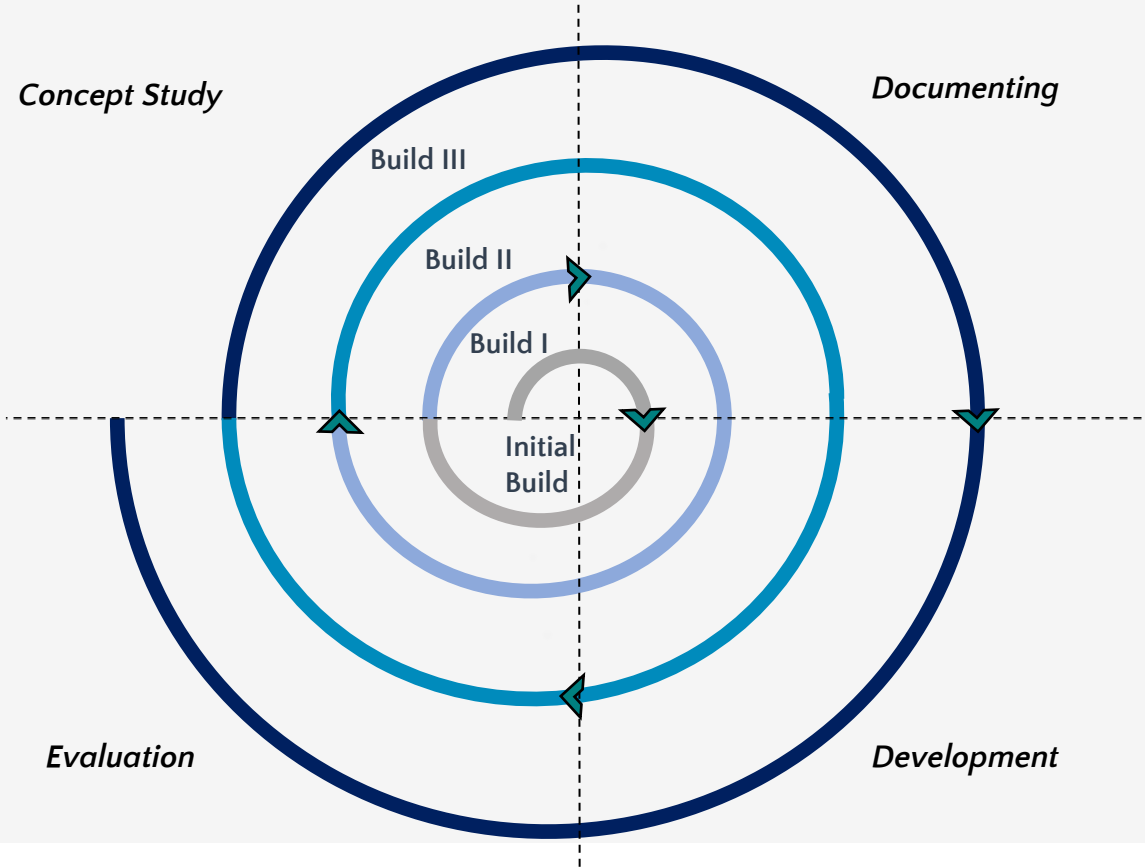 Concept Study
Documenting
Build III
Build II
Build I
Initial
Build
Evaluation
Development